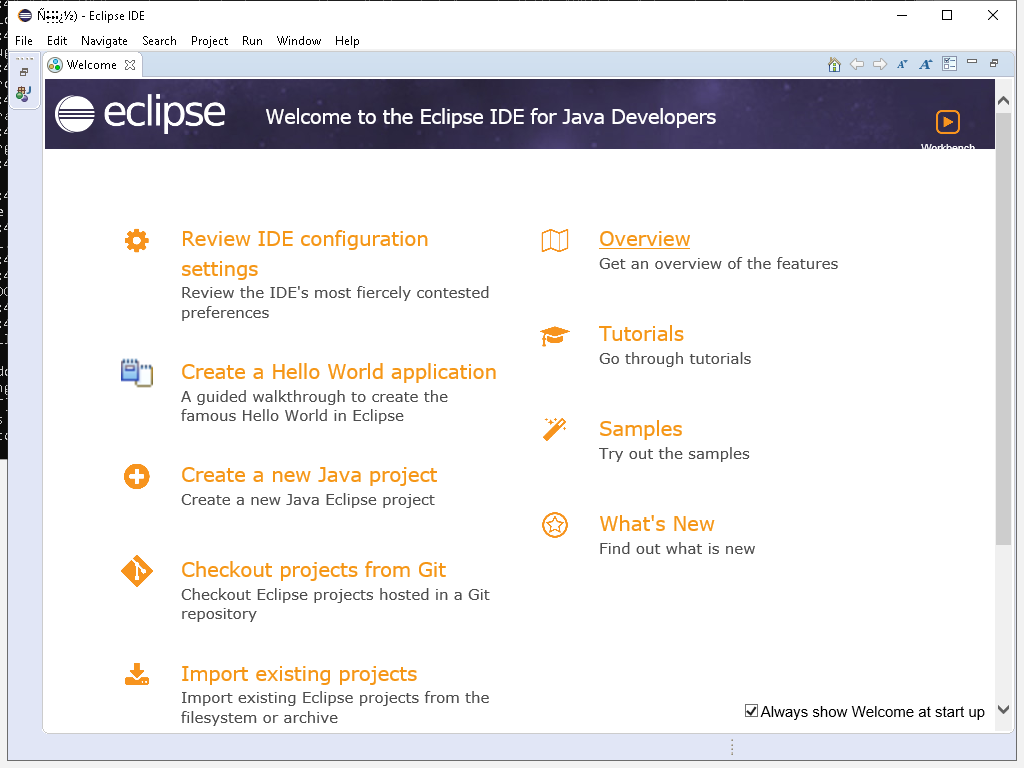 - Eclipse IDE
File Edit Navigate Search Project Run Window Help
Welcome
eclipse Welcome to the Eclipse IDE for Java Developers
Workbench
Review IDE configuration
settings
Review the IDE's most fiercely contested
preferences
Create a Hello World application
A guided walkthrough to create the
famous Hello World in Eclipse
Create a new Java project
Create a new Java Eclipse project
Checkout projects from Git
Checkout Eclipse projects hosted in a Git
repository
Import existing projects
Import existing Eclipse projects from the
filesystem or archive
Overview
Get an overview of the features
Tutorials
Go through tutorials
Samples
Try out the samples
What's New
Find out what is new
Always show Welcome at start up